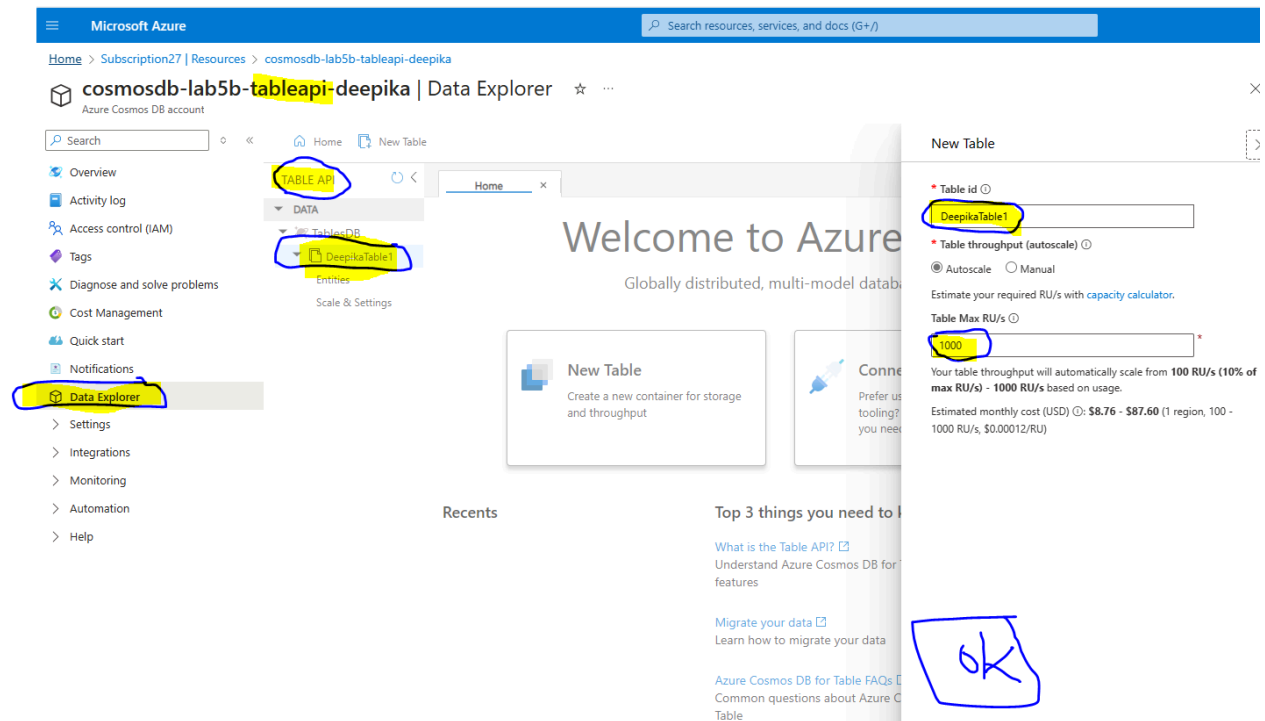 Microsoft Azure
Search resources, services, and docs (G+/)
Home > Subscription27 | Resources > cosmosdb-lab5b-tableapi-deepika
cosmosdb-lab5b-tableapi-deepika | Data Explorer
Azure Cosmos DB account
Search
Overview
Activity log
Access control (IAM)
Tags
Diagnose and solve problems
Cost Management
Quick start
Notifications
Data Explorer
Settings
Integrations
Monitoring
Automation
Help
Home
New Table
TABLE API
DATA
TablesDB
DeepikaTable1
Entities
Scale & Settings
Home
Welcome to Azure
Globally distributed, multi-model datab
New Table
Create a new container for storage
and throughput
Conne
Prefer us
tooling?
you need
Recents
Top 3 things you need to k
What is the Table API?
Understand Azure Cosmos DB for
features
Migrate your data
Learn how to migrate your data
Azure Cosmos DB for Table FAQs
Common questions about Azure C
Table
New Table
* Table id
DeepikaTable1
* Table throughput (autoscale)
Autoscale Manual
Estimate your required RU/s with capacity calculator.
Table Max RU/s
1000 *
Your table throughput will automatically scale from 100 RU/s (10% of
max RU/s) - 1000 RU/s based on usage.
Estimated monthly cost (USD) : $8.76 - $87.60 (1 region, 100 -
1000 RU/s, $0.00012/RU)
ok